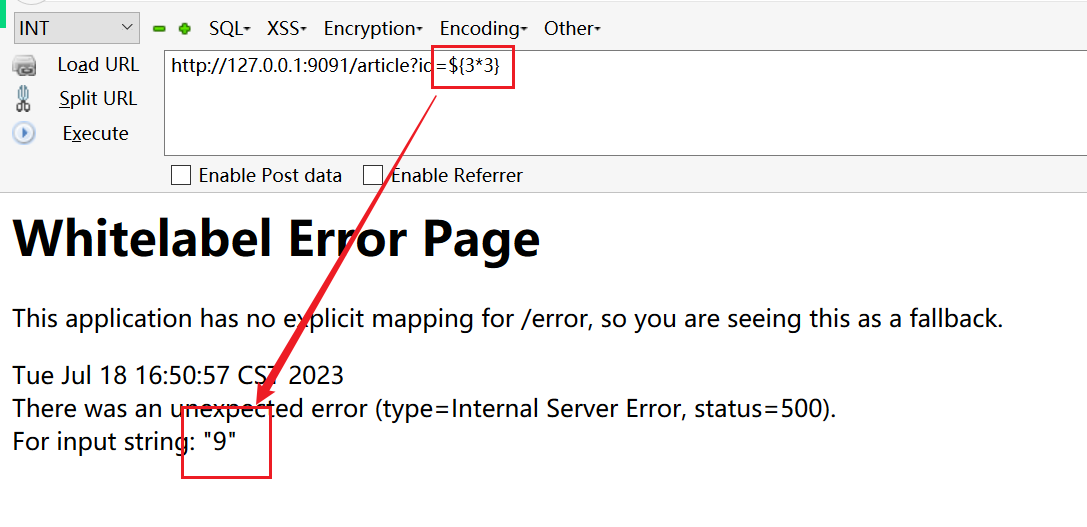 INT SQL XSS Encryption Encoding Other
Load URL http://127.0.0.1:9091/article?id=${3*3}
Split URL
Execute
Enable Post data Enable Referrer
Whitelabel Error Page
This application has no explicit mapping for /error, so you are seeing this as a fallback.
Tue Jul 18 16:50:57 CST 2023
There was an unexpected error (type=Internal Server Error, status=500).
For input string: "9"